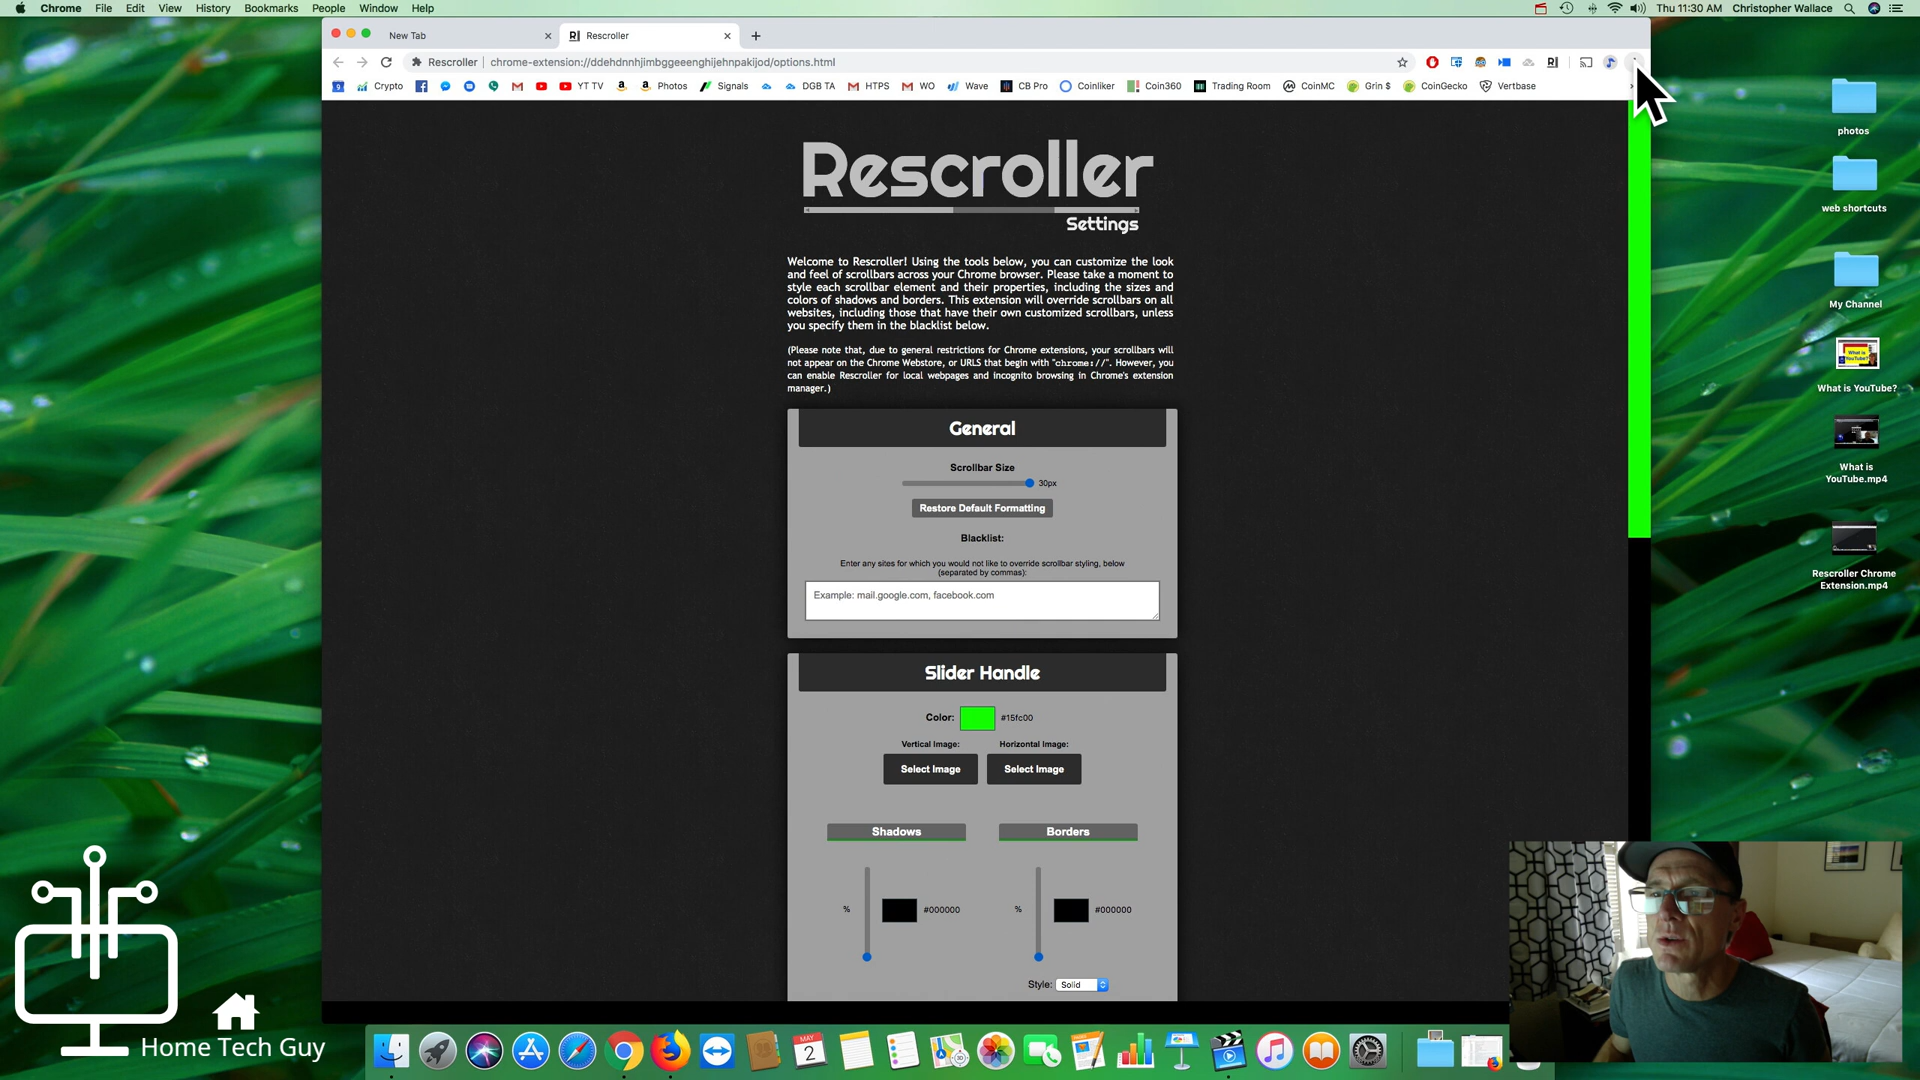 Chrome File Edit View History Bookmarks People Window Help
Thu 11:30 AM Christopher Wallace
New Tab
Rescroller
Rescroller chrome-extension://ddehdnnhjimbggeeenghijehnpakijod/options.html
Crypto YT TV Photos Signals DGB TA HTPS WO Wave CB Pro Coinliker Coin360 Trading Room CoinMC Grin $ CoinGecko Vertbase
Rescroller
Settings
Welcome to Rescroller! Using the tools below, you can customize the look
and feel of scrollbars across your Chrome browser. Please take a moment to
style each scrollbar element and their properties, including the sizes and
colors of shadows and borders. This extension will override scrollbars on all
websites, including those that have their own customized scrollbars, unless
you specify them in the blacklist below.
(Please note that, due to general restrictions for Chrome extensions, your scrollbars will
not appear on the Chrome Webstore, or URLS that begin with "chrome://". However, you
can enable Rescroller for local webpages and incognito browsing in Chrome's extension
manager.)
General
Scrollbar Size
30px
Restore Default Formatting
Blacklist:
Enter any sites for which you would not like to override scrollbar styling, below
(separated by commas):
Example: mail.google.com, facebook.com
Slider Handle
Color: #15fc00
Vertical Image: Horizontal Image:
Select Image Select Image
Shadows Borders
% #000000 % #000000
Style: Solid
photos
web shortcuts
My Channel
What is YouTube?
What is
YouTube.mp4
Rescroller Chrome
Extension.mp4
Home Tech Guy
MAY
2